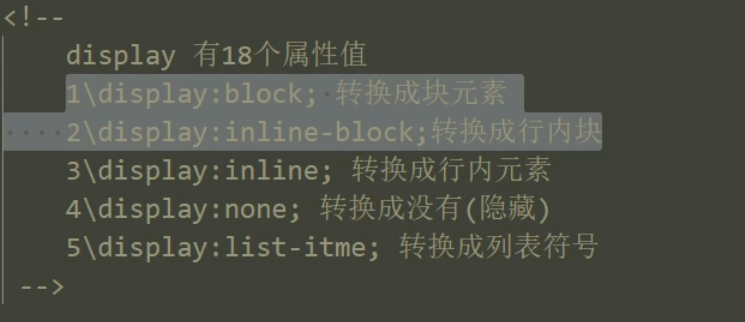 <!--
display 有18个属性值
1\display:block; 转换成块元素
2\display:inline-block;转换成行内块
3\display:inline; 转换成行内元素
4\display:none; 转换成没有(隐藏)
5\display:list-itme; 转换成列表符号
-->